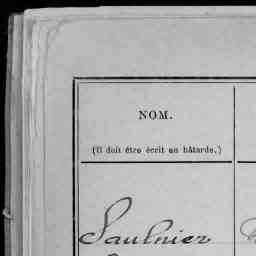 NOM.
(Il doit être écrit en bâtarde.)
Saulnier